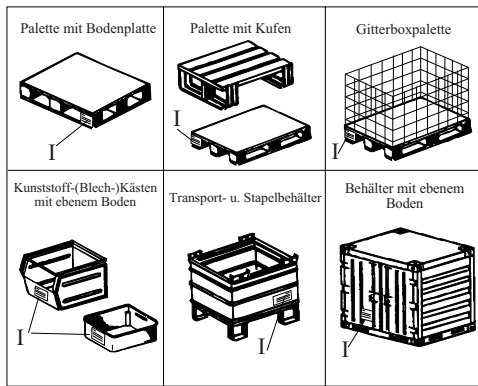 Palette mit Bodenplatte
I
Palette mit Kufen
I
Gitterboxpalette
I
Kunststoff-(Blech-)Kästen
mit ebenem Boden
I
Transport- u. Stapelbehälter
I
Behälter mit ebenem
Boden
I